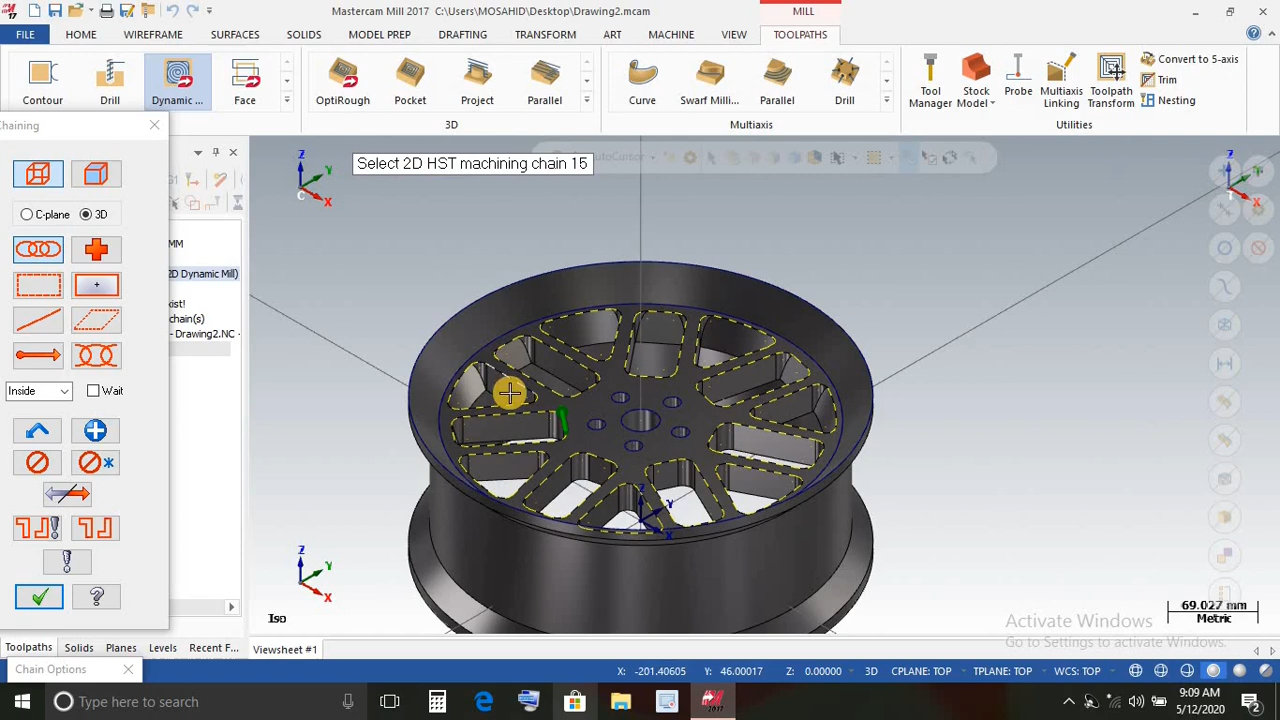 Mastercam Mill 2017 C:\Users\MOSAHID\Desktop\Drawing2.mcam
MILL
FILE HOME WIREFRAME SURFACES SOLIDS MODEL PREP DRAFTING TRANSFORM ART MACHINE VIEW TOOLPATHS
Contour
Drill
Dynamic ...
Face
OptiRough
Pocket
Project
Parallel
Curve
Swarf Milli...
Parallel
Drill
Tool
Manager
Stock
Model
Probe
Multiaxis
Linking
Toolpath
Transform
Convert to 5-axis
Trim
Nesting
3D
Multiaxis
Utilities
Chaining
Select 2D HST machining chain 15
AutoCursor
C-plane 3D
MM
2D Dynamic Mill)
xist!
chain(s)
- Drawing2.NC -
Inside
Wait
Z
Y
X
C
Z
Y
X
T
Z
Y
X
Z
Y
X
Iso
69.027 mm
Metric
Activate Windows
Go to Settings to activate Windows.
Toolpaths Solids Planes Levels Recent F...
Viewsheet #1
Chain Options
X: -201.40605 Y: 46.00017 Z: 0.00000 3D CPLANE: TOP TPLANE: TOP WCS: TOP
Type here to search
9:09 AM
5/12/2020
2